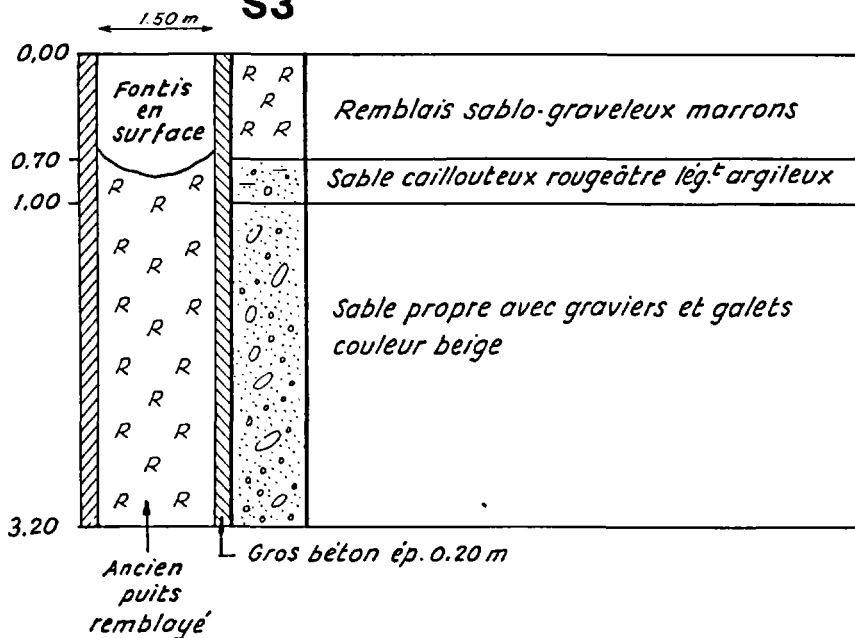 S3
1.50 m
0,00
Fontis
en
surface
R R
R
R R
Remblais sablo-graveleux marrons
0.70
Sable caillouteux rougeâtre lég.t argileux
1.00
R R
R
R R
R
R R
R
R R
R
R R
R
R R
Sable propre avec graviers et galets
couleur beige
3.20
Gros béton ép. 0.20 m
Ancien
puits
remblayé